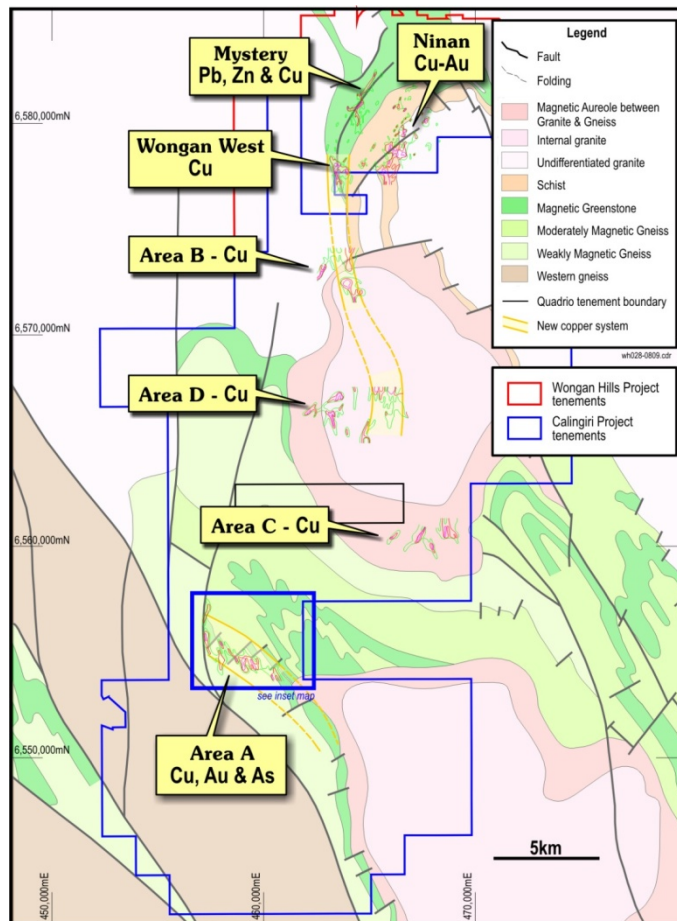 Mystery
Pb, Zn & Cu
Ninan
Cu-Au
Wongan West
Cu
Area B - Cu
Area D - Cu
Area C - Cu
Area A
Cu, Au & As
see inset map
6,580,000mN
6,570,000mN
6,560,000mN
6,550,000mN
450,000mE
460,000mE
470,000mE
5km
Legend
Fault
Folding
Magnetic Aureole between
Granite & Gneiss
Internal granite
Undifferentiated granite
Schist
Magnetic Greenstone
Moderately Magnetic Gneiss
Weakly Magnetic Gneiss
Western gneiss
Quadrio tenement boundary
New copper system
wh028-0809.cdr
Wongan Hills Project
tenements
Calingiri Project
tenements